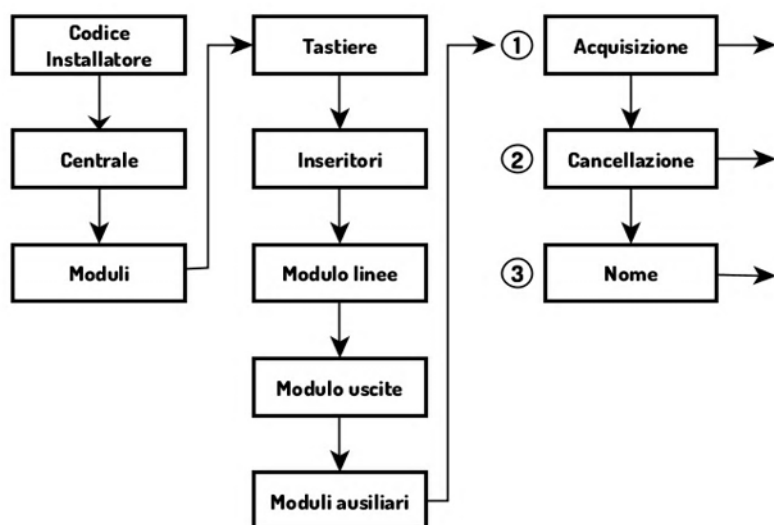 Codice
Installatore
Centrale
Moduli
Tastiere
Inseritori
Modulo linee
Modulo uscite
Moduli ausiliari
1 Acquisizione
2 Cancellazione
3 Nome